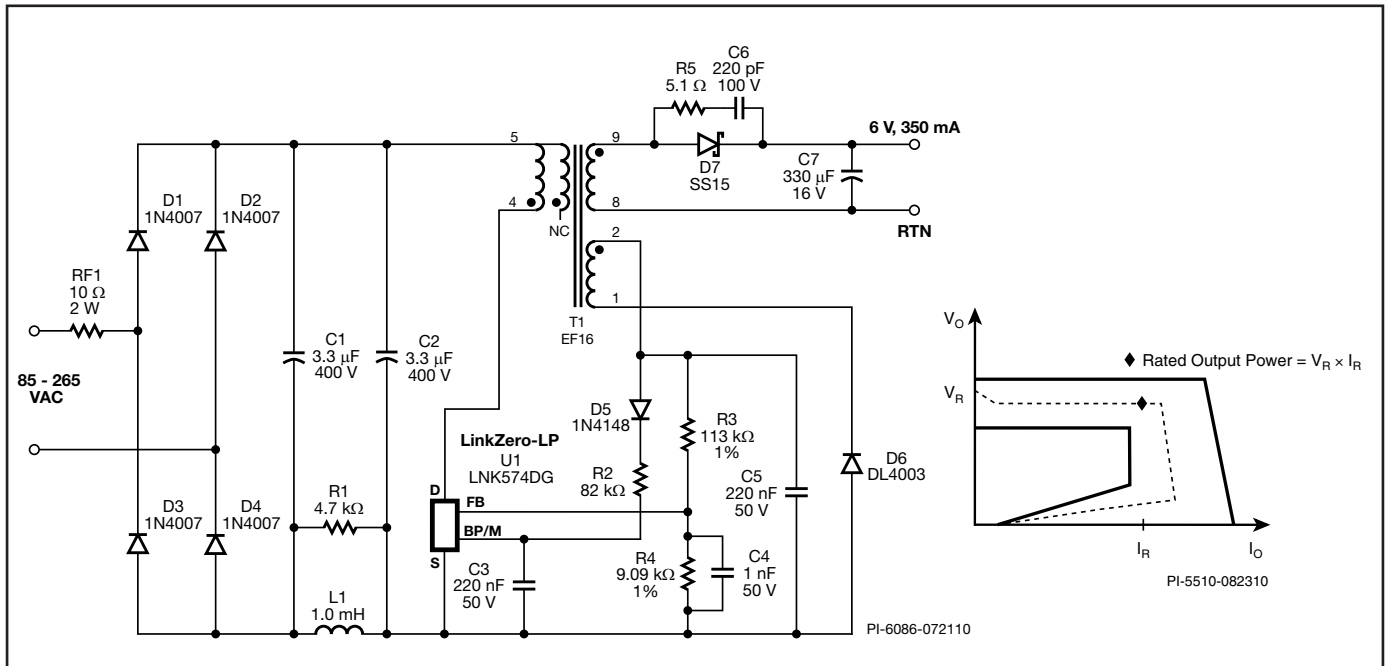 C6
220 pF
100 V
R5
5.1 Ω
5
9
6 V, 350 mA
D7
SS15
C7
330 µF
16 V
4
8
NC
RTN
D1
1N4007
D2
1N4007
2
1
T1
EF16
RF1
10 Ω
2 W
C1
3.3 µF
400 V
C2
3.3 µF
400 V
85 - 265
VAC
D5
1N4148
R3
113 kΩ
1%
LinkZero-LP
U1
LNK574DG
R2
82 kΩ
C5
220 nF
50 V
D6
DL4003
D3
1N4007
D4
1N4007
R1
4.7 kΩ
D
FB
BP/M
S
C3
220 nF
50 V
R4
9.09 kΩ
1%
C4
1 nF
50 V
L1
1.0 mH
PI-6086-072110
VO
Rated Output Power = VR × IR
VR
IR
IO
PI-5510-082310